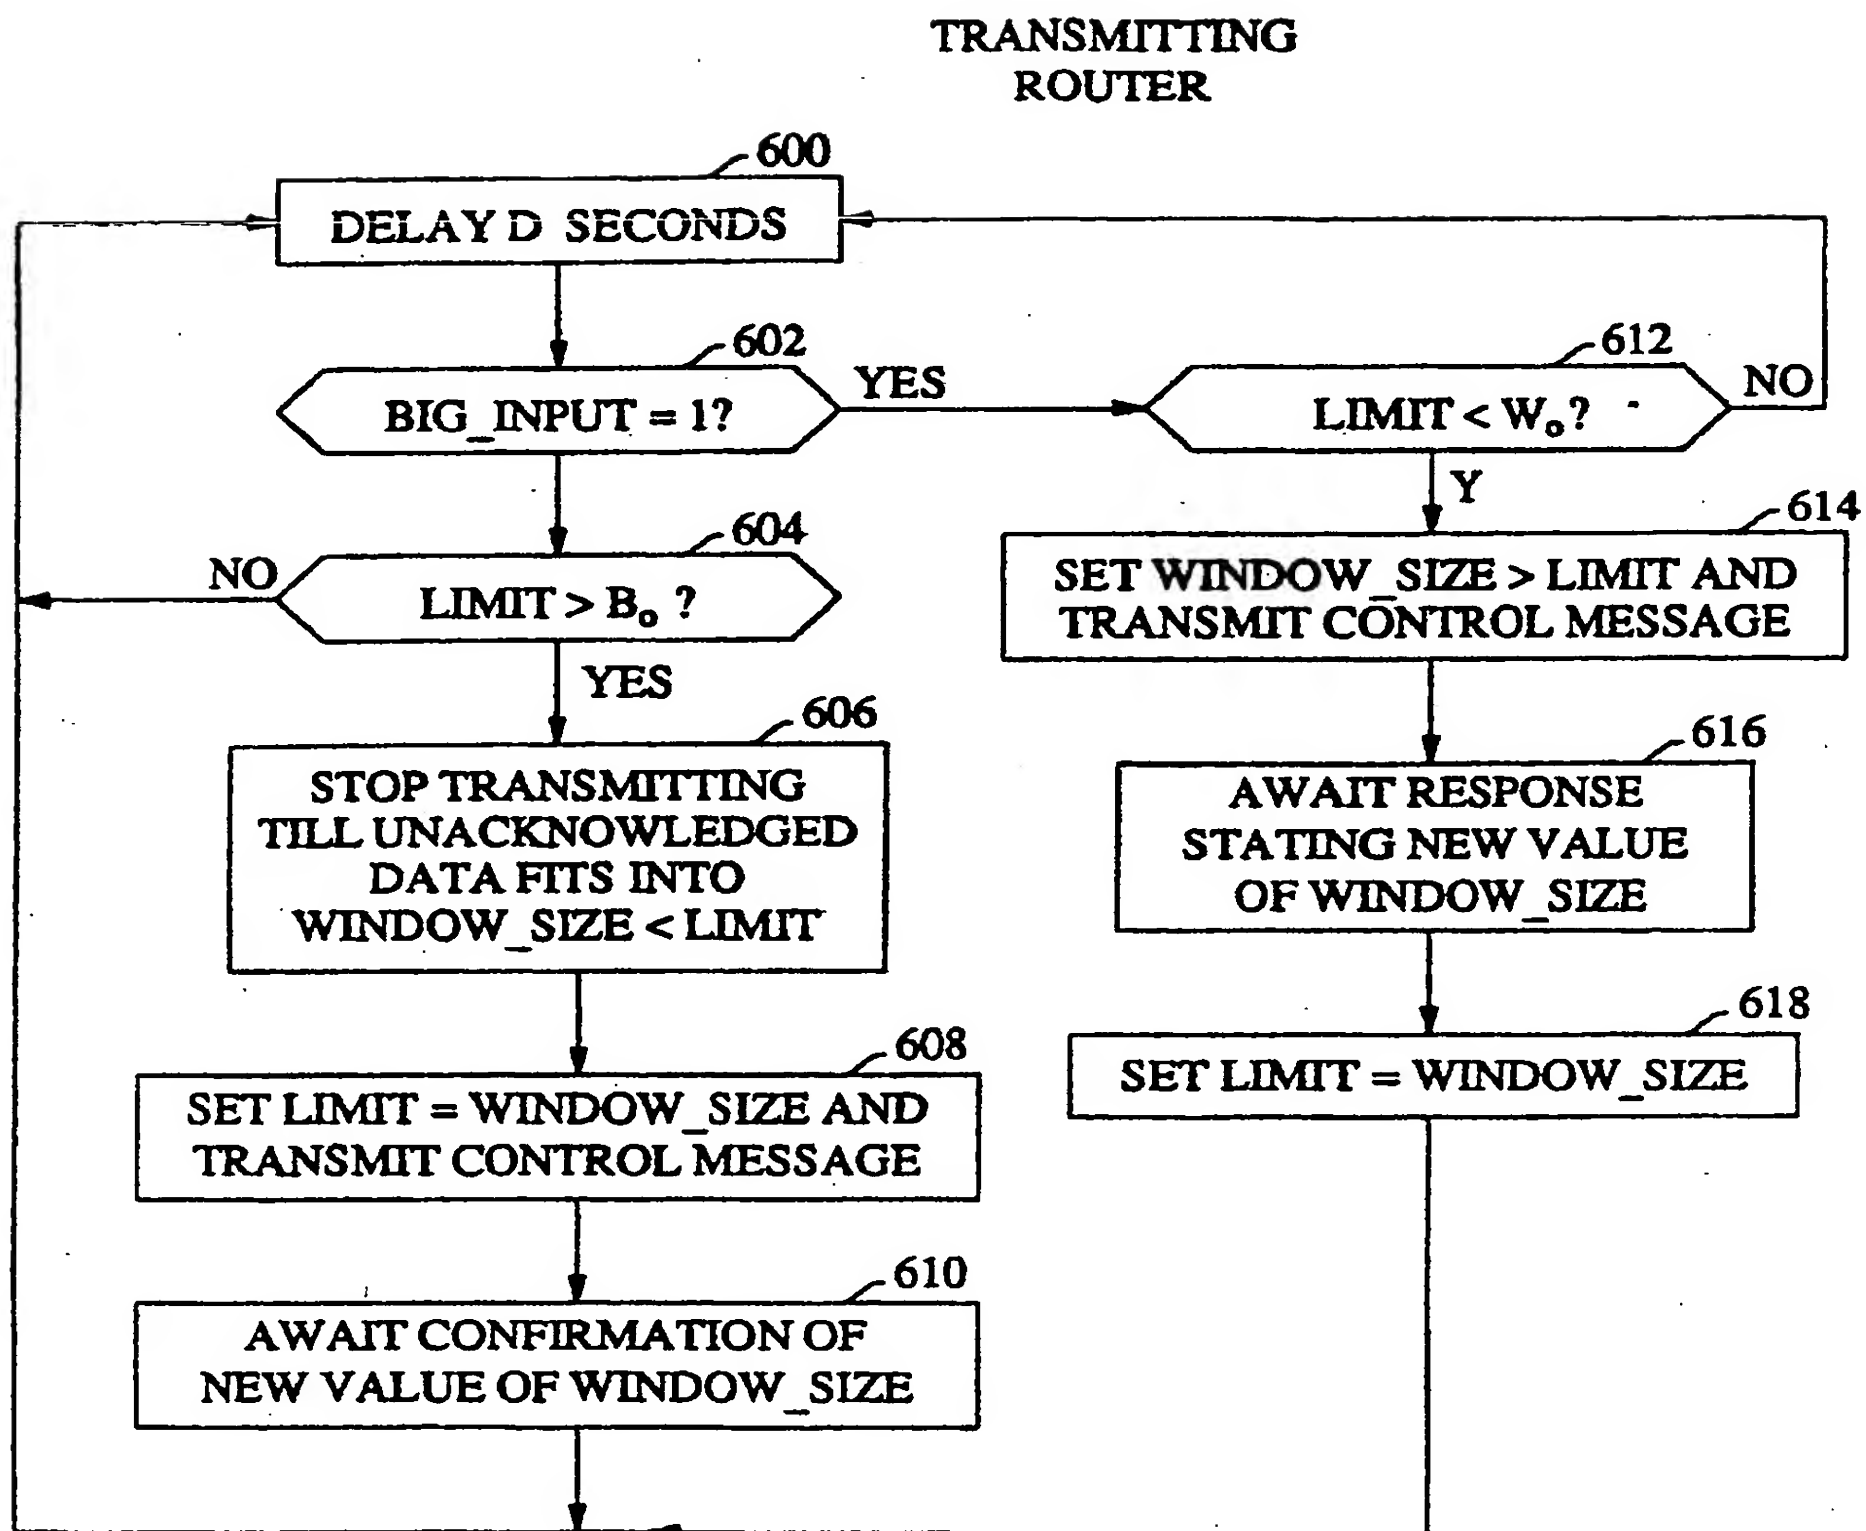 TRANSMITTING
ROUTER
600
DELAY D SECONDS
602
BIG_INPUT = 1?
YES
612
LIMIT < Wo?
NO
Y
604
LIMIT > Bo ?
NO
YES
614
SET WINDOW_SIZE > LIMIT AND
TRANSMIT CONTROL MESSAGE
606
STOP TRANSMITTING
TILL UNACKNOWLEDGED
DATA FITS INTO
WINDOW_SIZE < LIMIT
616
AWAIT RESPONSE
STATING NEW VALUE
OF WINDOW_SIZE
608
SET LIMIT = WINDOW_SIZE AND
TRANSMIT CONTROL MESSAGE
618
SET LIMIT = WINDOW_SIZE
610
AWAIT CONFIRMATION OF
NEW VALUE OF WINDOW_SIZE